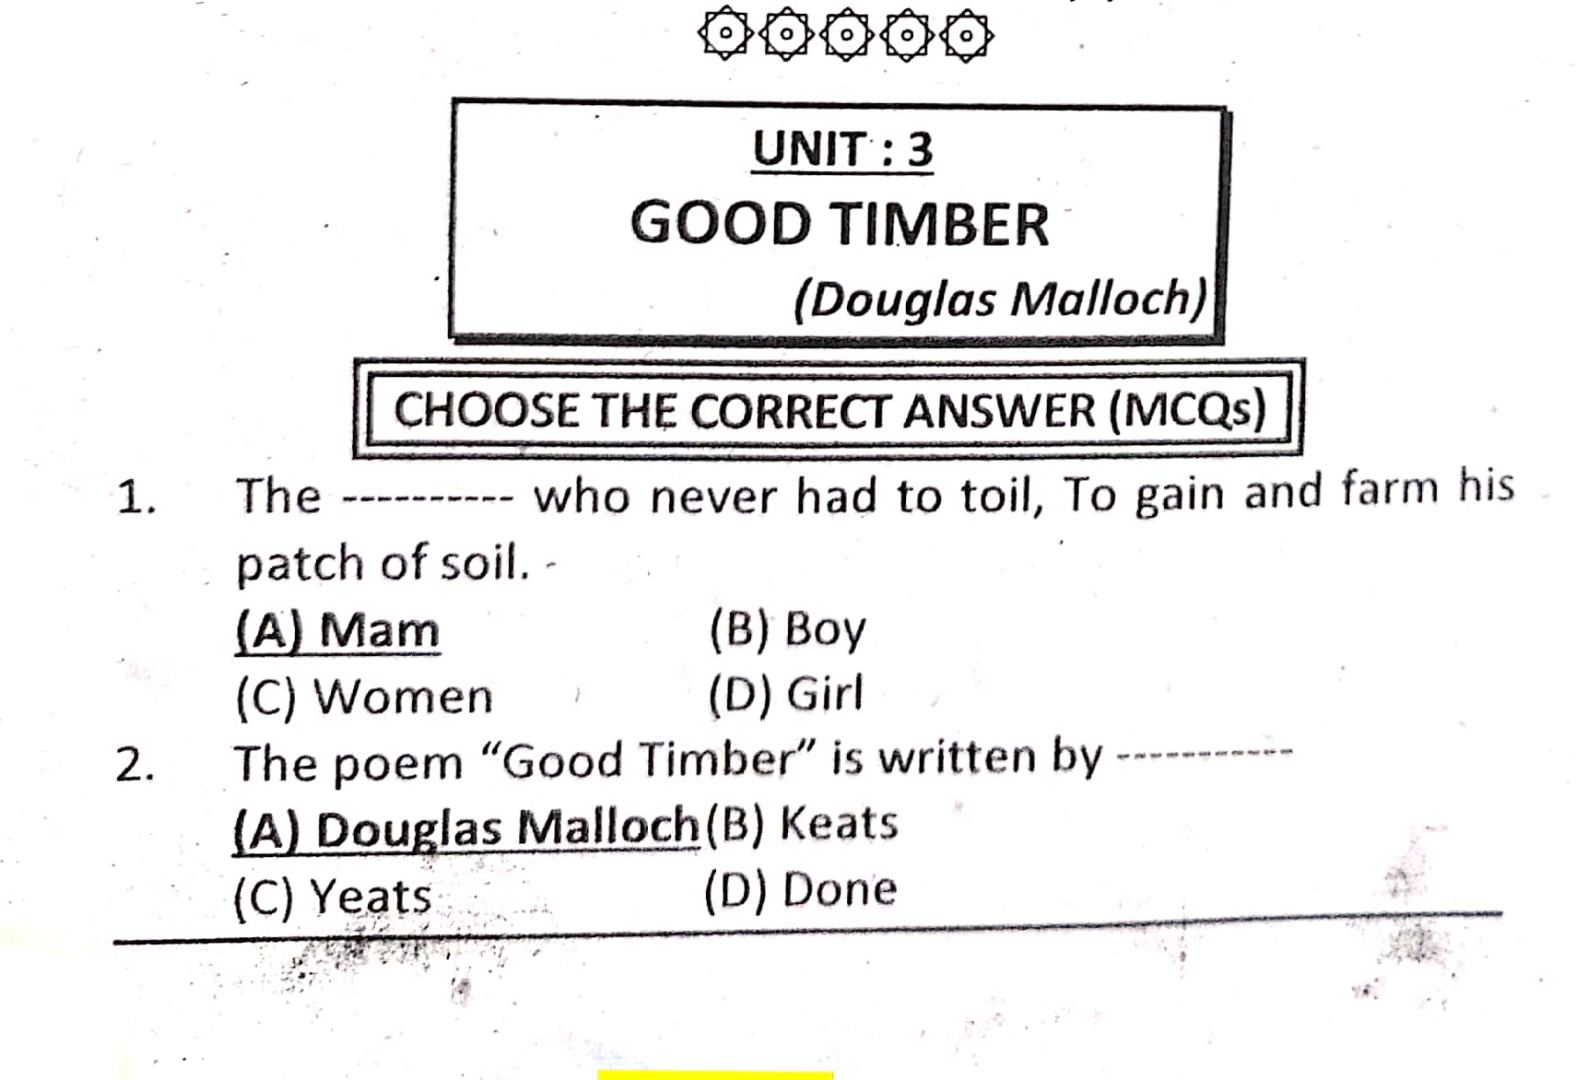 UNIT : 3
GOOD TIMBER
(Douglas Malloch)
CHOOSE THE CORRECT ANSWER (MCQs)
1. The ---------- who never had to toil, To gain and farm his
patch of soil.
(A) Mam (B) Boy
(C) Women (D) Girl
2. The poem “Good Timber” is written by -----------
(A) Douglas Malloch (B) Keats
(C) Yeats (D) Done